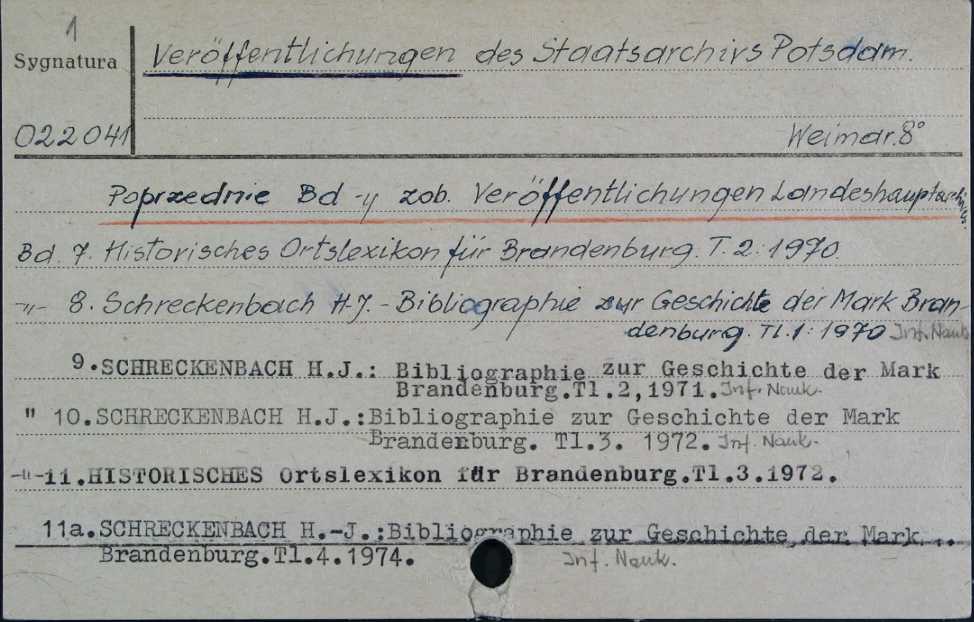 1
Sygnatura
Veröffentlichungen des Staatsarchivs Potsdam.
022041
Weimar.8°
Poprzednie Bd-y zob. Veröffentlichungen Landeshauptarchivs.
Bd. 7. Historisches Ortslexikon für Brandenburg. T.2: 1970.
-„- 8. Schreckenbach H.J. - Bibliographie zur Geschichte der Mark Bran-
denburg. Tl.1: 1970 Inf. Nauk.
9.SCHRECKENBACH H.J.: Bibliographie zur Geschichte der Mark
Brandenburg.Tl.2,1971. Inf. Nauk.
" 10.SCHRECKENBACH H.J.:Bibliographie zur Geschichte der Mark
Brandenburg. Tl.3. 1972. Inf. Nauk.
-"-11.HISTORISCHES Ortslexikon für Brandenburg.Tl.3.1972.
11a.SCHRECKENBACH H.-J.:Bibliographie zur Geschichte der Mark..
Brandenburg.Tl.4.1974. Inf. Nauk.